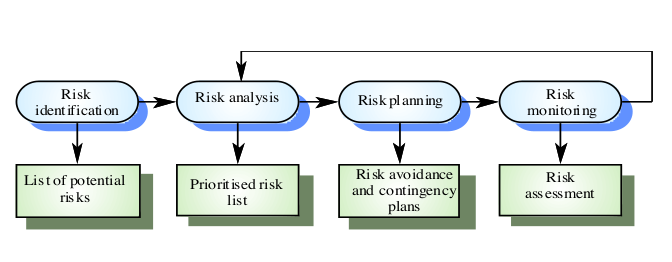 Risk
identification
Risk analysis
Risk planning
Risk
monitoring
List of potential
risks
Prioritised risk
list
Risk avoidance
and contingency
plans
Risk
assessment